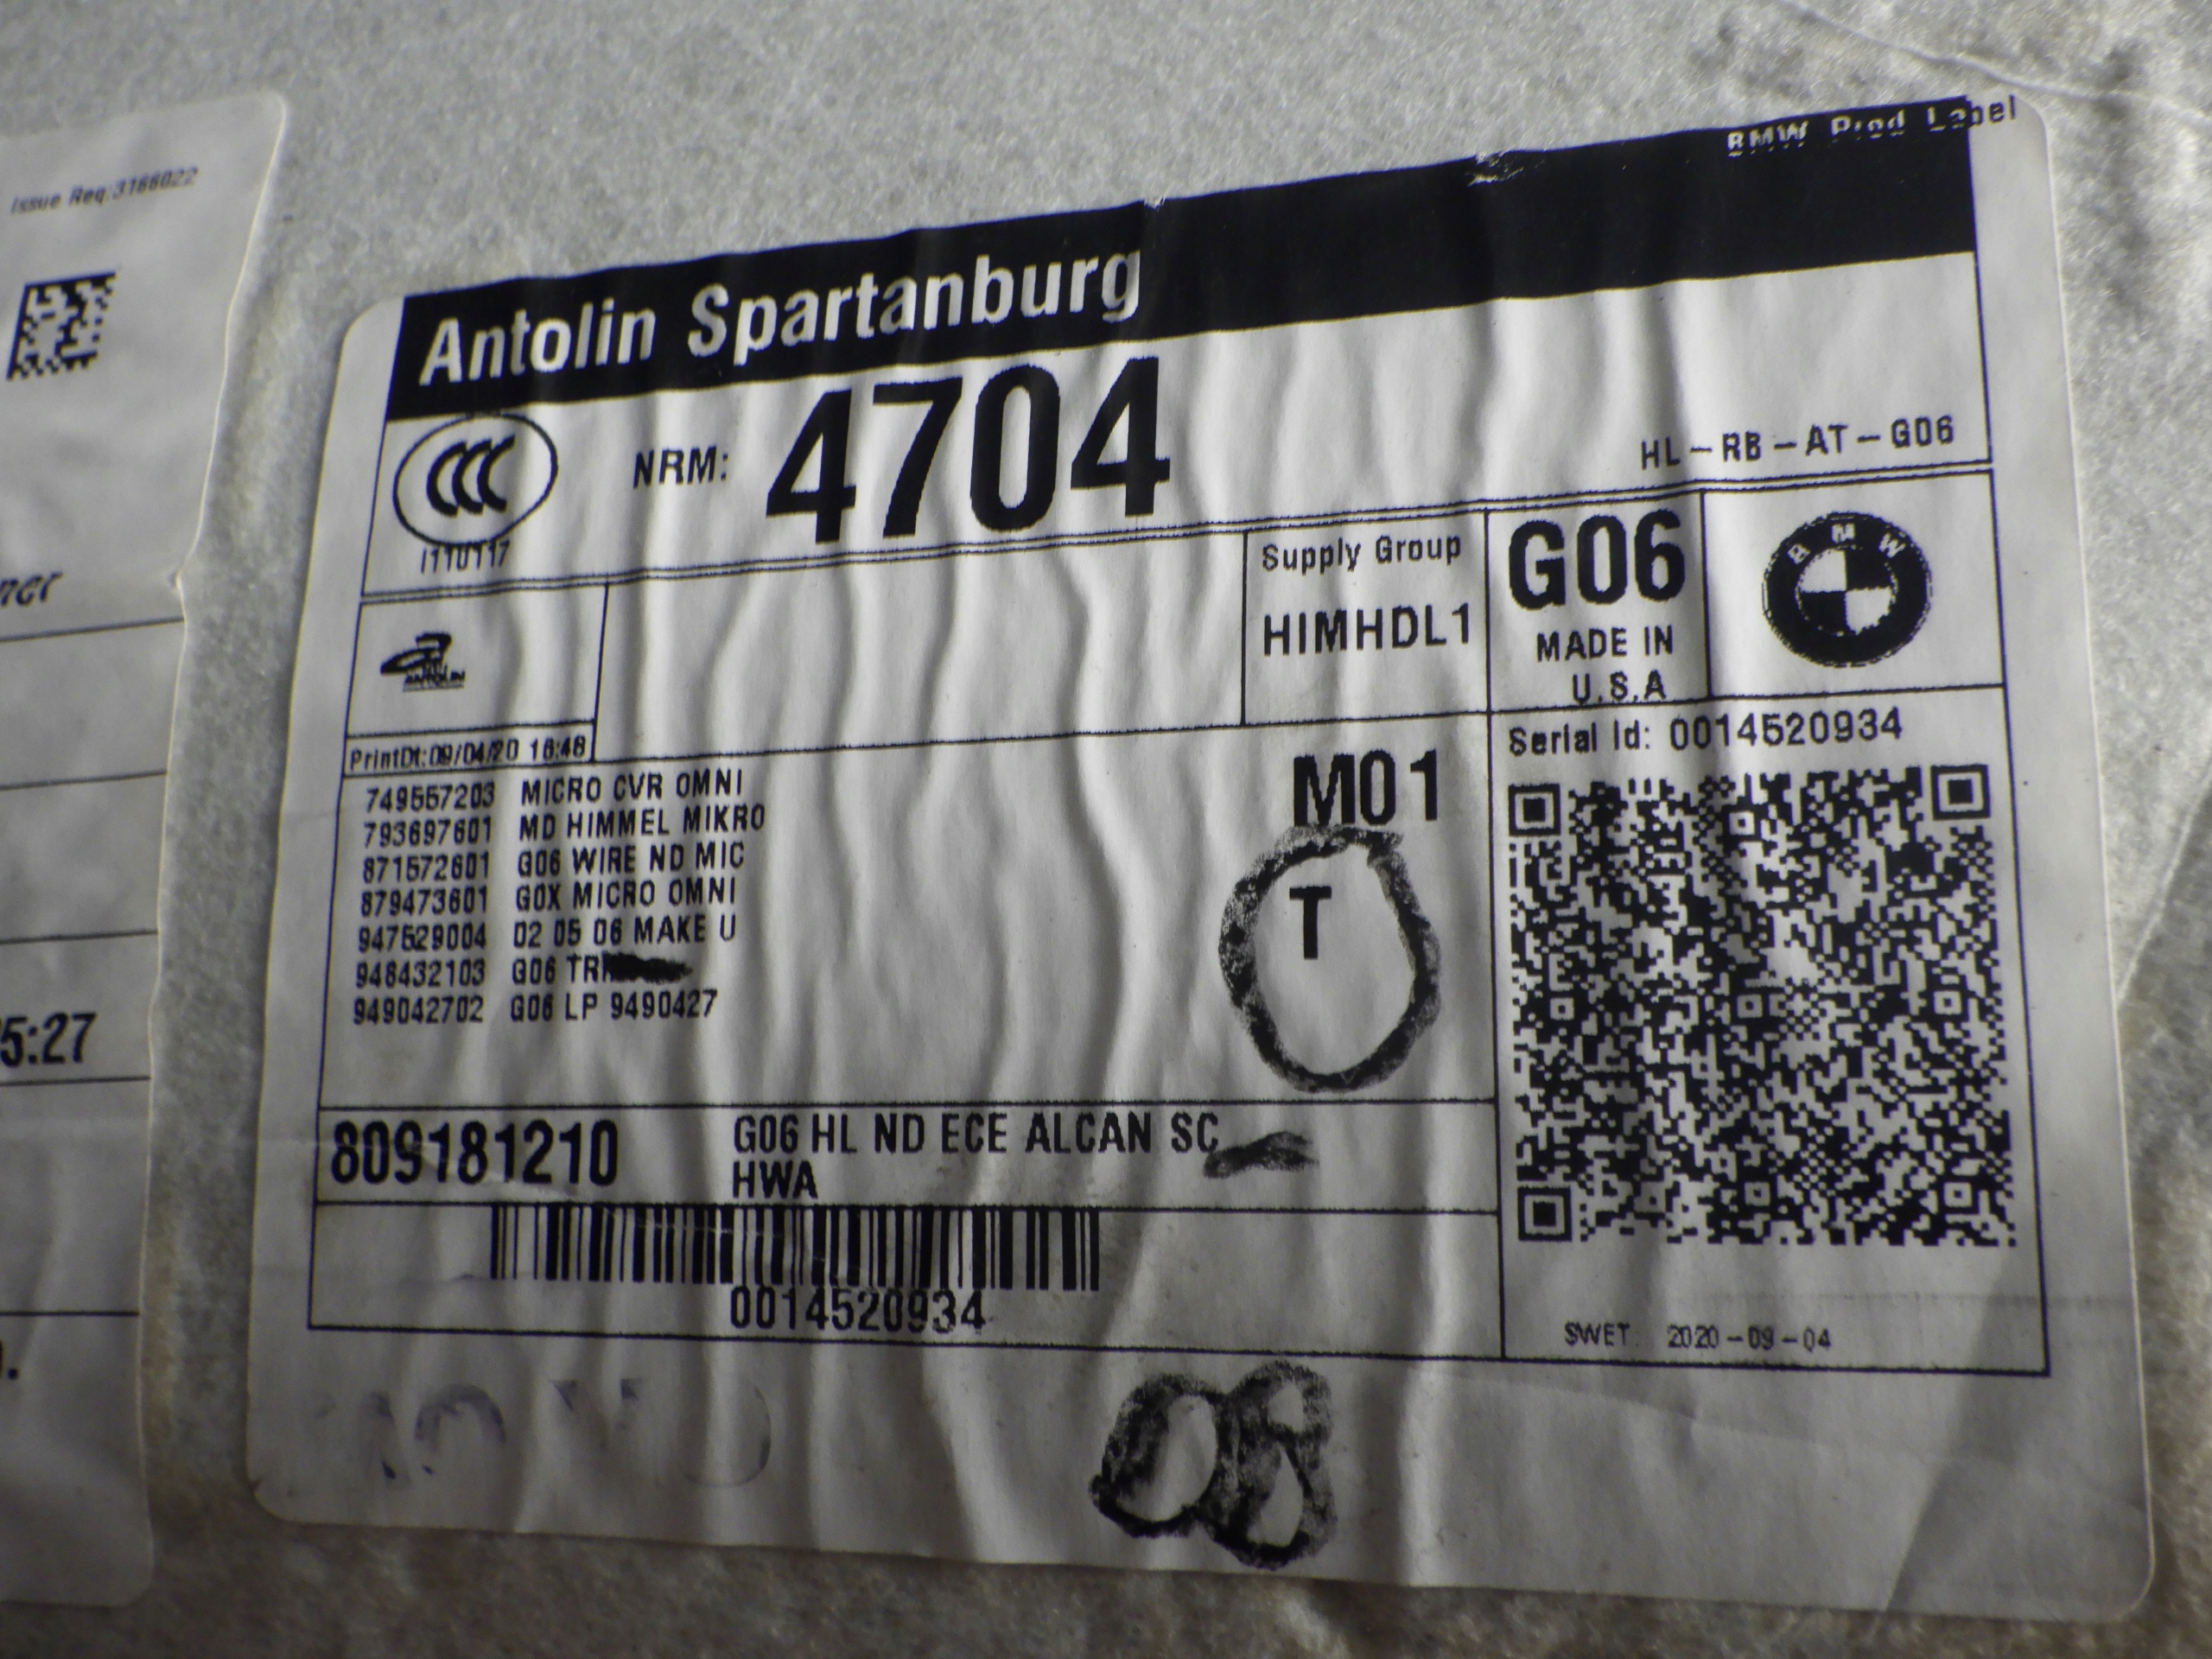 Issue Req:3166022
5:27
BMW Prod Label
Antolin Spartanburg
NRM: 4704
HL-RB-AT-G06
I110117
ANTOLIN
Supply Group
HIMHDL1
G06
MADE IN
U.S.A
BMW
PrintDt:09/04/20 16:48
Serial Id: 0014520934
749557203 MICRO CVR OMNI
793697601 MD HIMMEL MIKRO
871572601 G06 WIRE ND MIC
879473601 G0X MICRO OMNI
947529004 02 05 06 MAKE U
948432103 G06
949042702 G06 LP 9490427
M01
T
809181210 G06 HL ND ECE ALCAN SC
HWA
0014520934
SWET 2020-09-04
08